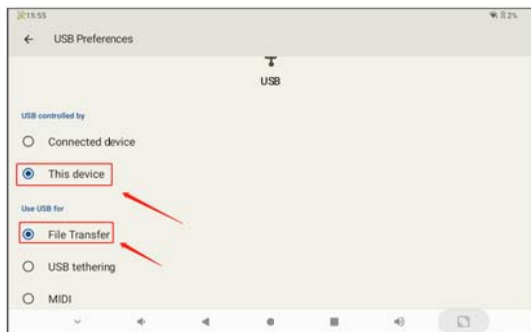 15:55
2%
USB Preferences
USB
USB controlled by
Connected device
This device
Use USB for
File Transfer
USB tethering
MIDI